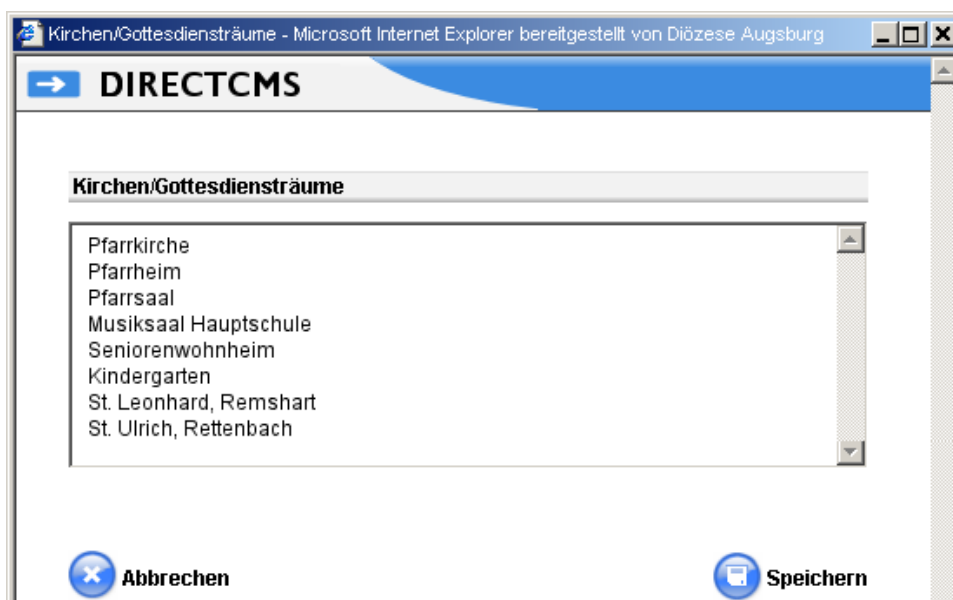 Kirchen/Gottesdiensträume - Microsoft Internet Explorer bereitgestellt von Diözese Augsburg
DIRECTCMS
Kirchen/Gottesdiensträume
Pfarrkirche
Pfarrheim
Pfarrsaal
Musiksaal Hauptschule
Seniorenwohnheim
Kindergarten
St. Leonhard, Remshart
St. Ulrich, Rettenbach
Abbrechen
Speichern